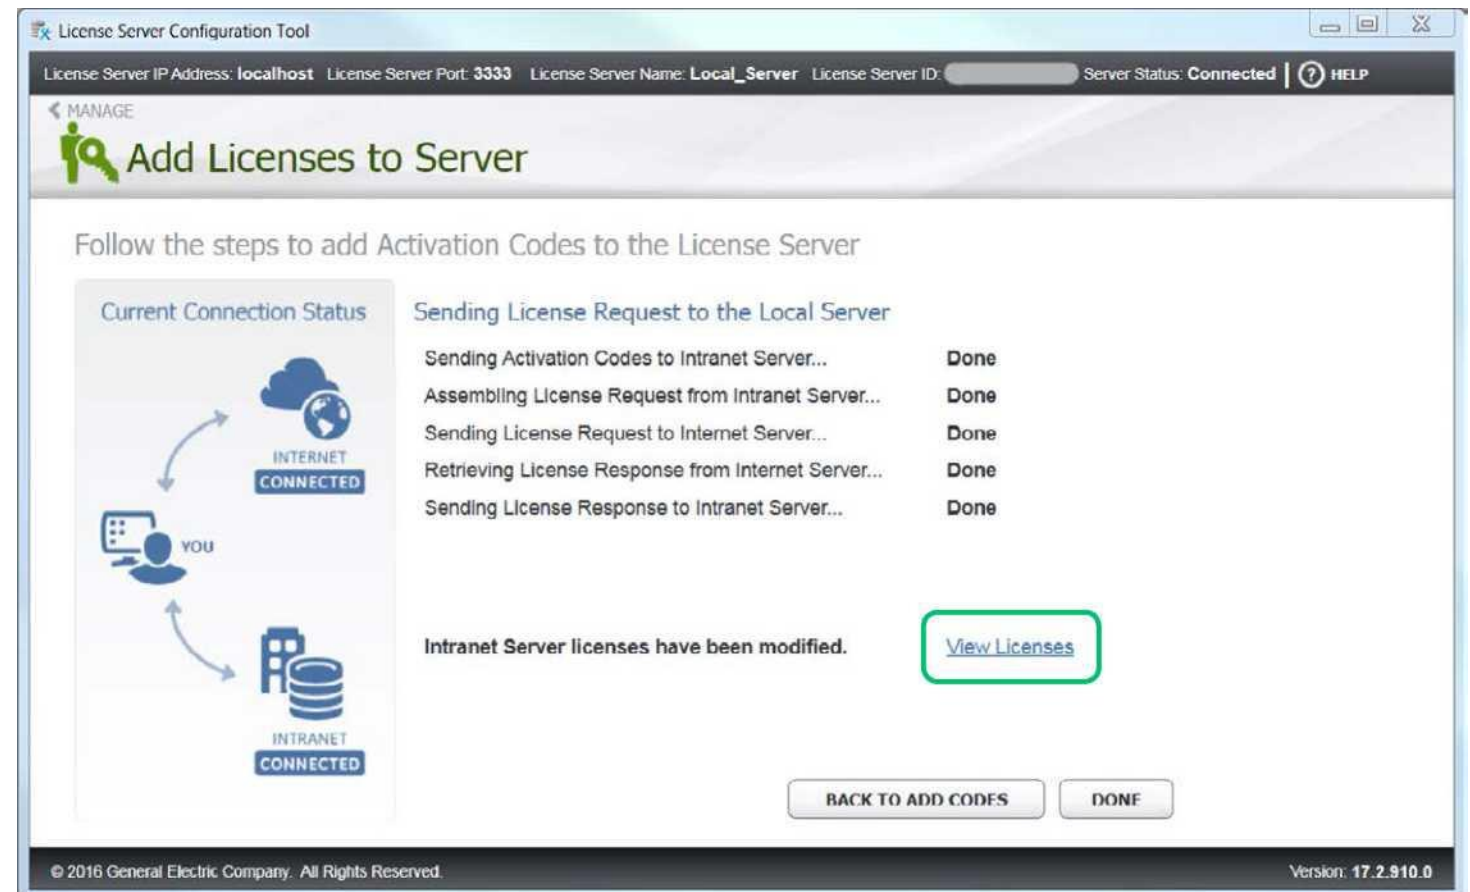 License Server Configuration Tool
License Server IP Address: localhost License Server Port: 3333 License Server Name: Local_Server License Server ID: Server Status: Connected | ? HELP
MANAGE
Add Licenses to Server
Follow the steps to add Activation Codes to the License Server
Current Connection Status
Sending License Request to the Local Server
Sending Activation Codes to Intranet Server... Done
Assembling License Request from Intranet Server... Done
Sending License Request to Internet Server... Done
Retrieving License Response from Internet Server... Done
Sending License Response to Intranet Server... Done
INTERNET
CONNECTED
YOU
Intranet Server licenses have been modified. View Licenses
INTRANET
CONNECTED
BACK TO ADD CODES DONE
© 2016 General Electric Company. All Rights Reserved. Version: 17.2.910.0